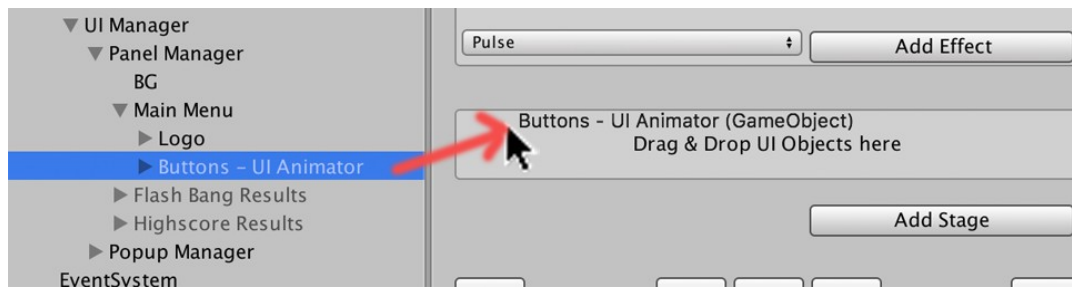 UI Manager
Panel Manager
BG
Main Menu
Logo
Buttons - UI Animator
Flash Bang Results
Highscore Results
Popup Manager
EventSystem
Pulse
Add Effect
Buttons - UI Animator (GameObject)
Drag & Drop UI Objects here
Add Stage